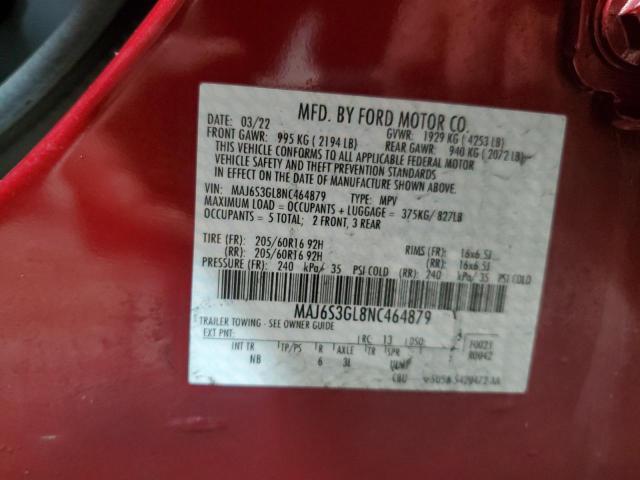 MFD. BY FORD MOTOR CO.
DATE: 03/22 GVWR: 1929 KG ( 4253 LB)
FRONT GAWR: 995 KG ( 2194 LB) REAR GAWR: 940 KG ( 2072 LB)
THIS VEHICLE CONFORMS TO ALL APPLICABLE FEDERAL MOTOR
VEHICLE SAFETY AND THEFT PREVENTION STANDARDS IN
EFFECT ON THE DATE OF MANUFACTURE SHOWN ABOVE.
VIN: MAJ6S3GL8NC464879 TYPE: MPV
MAXIMUM LOAD = OCCUPANTS + LUGGAGE = 375KG/ 827LB
OCCUPANTS = 5 TOTAL; 2 FRONT, 3 REAR
TIRE (FR): 205/60R16 92H RIMS (FR): 16x6.5J
(RR): 205/60R16 92H (RR): 16x6.5J
PRESSURE (FR): 240 kPa/ 35 PSI COLD (RR): 240 kPa/ 35 PSI COLD
MAJ6S3GL8NC464879
TRAILER TOWING - SEE OWNER GUIDE
EXT PNT: RC: 13 DSO:
INT TR TP/PS R AXLE TR SPR
NB 6 3L
CBU